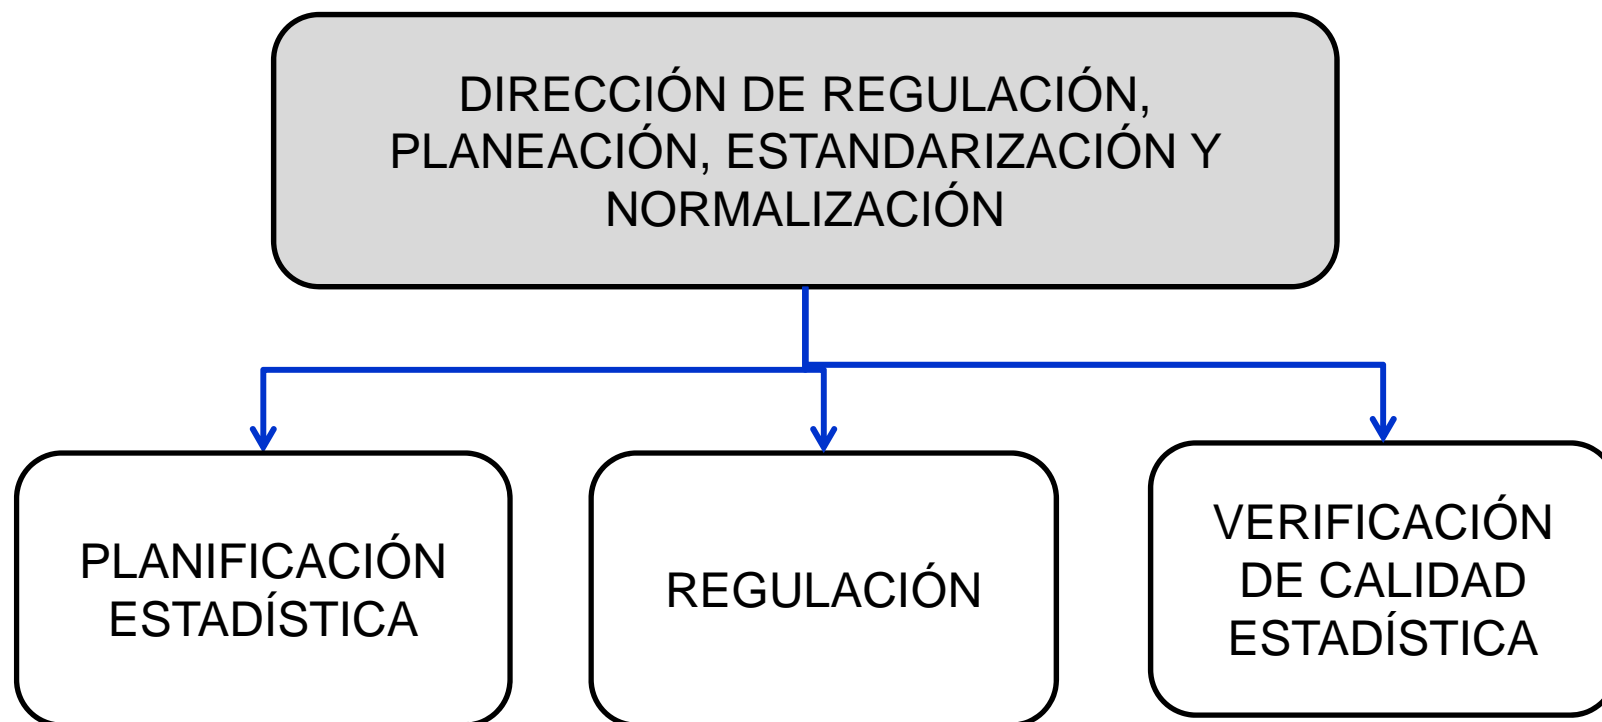 DIRECCIÓN DE REGULACIÓN,
PLANEACIÓN, ESTANDARIZACIÓN Y
NORMALIZACIÓN
PLANIFICACIÓN
ESTADÍSTICA
REGULACIÓN
VERIFICACIÓN
DE CALIDAD
ESTADÍSTICA